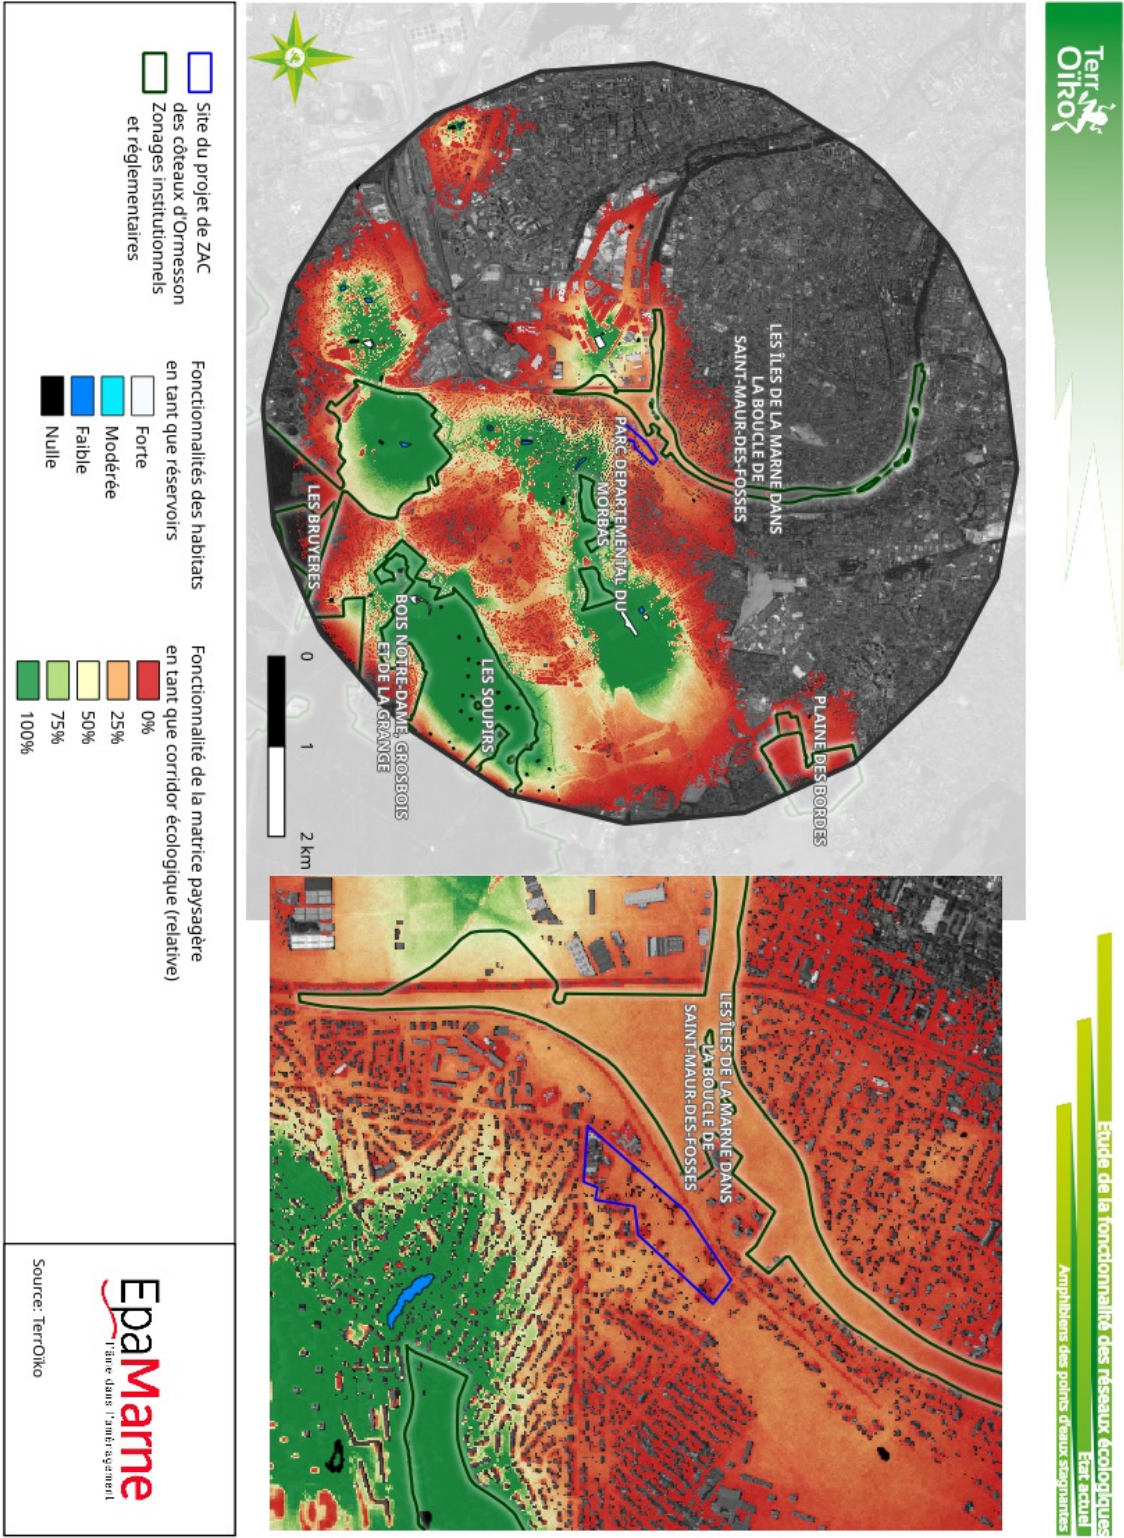 Terr
Oïko
Etude de la fonctionnalité des réseaux écologiques
Etat actuel
Amphibiens des points d'eaux stagnantes
LES ÎLES DE LA MARNE DANS
LA BOUCLE DE
SAINT-MAUR-DES-FOSSES
PARC DEPARTEMENTAL DU
MORBAS
PLAINE DES BORDES
LES SOUPIRS
BOIS NOTRE-DAME, GROSBOIS
ET DE LA GRANGE
LES BRUYERES
0
1
2 km
LES ÎLES DE LA MARNE DANS
LA BOUCLE DE
SAINT-MAUR-DES-FOSSES
Site du projet de ZAC
des côteaux d'Ormesson
Zonages institutionnels
et réglementaires
Fonctionnalités des habitats
en tant que réservoirs
Forte
Modérée
Faible
Nulle
Fonctionnalité de la matrice paysagère
en tant que corridor écologique (relative)
0%
25%
50%
75%
100%
EpaMarne
l'âme dans l'aménagement
Source: TerrOïko